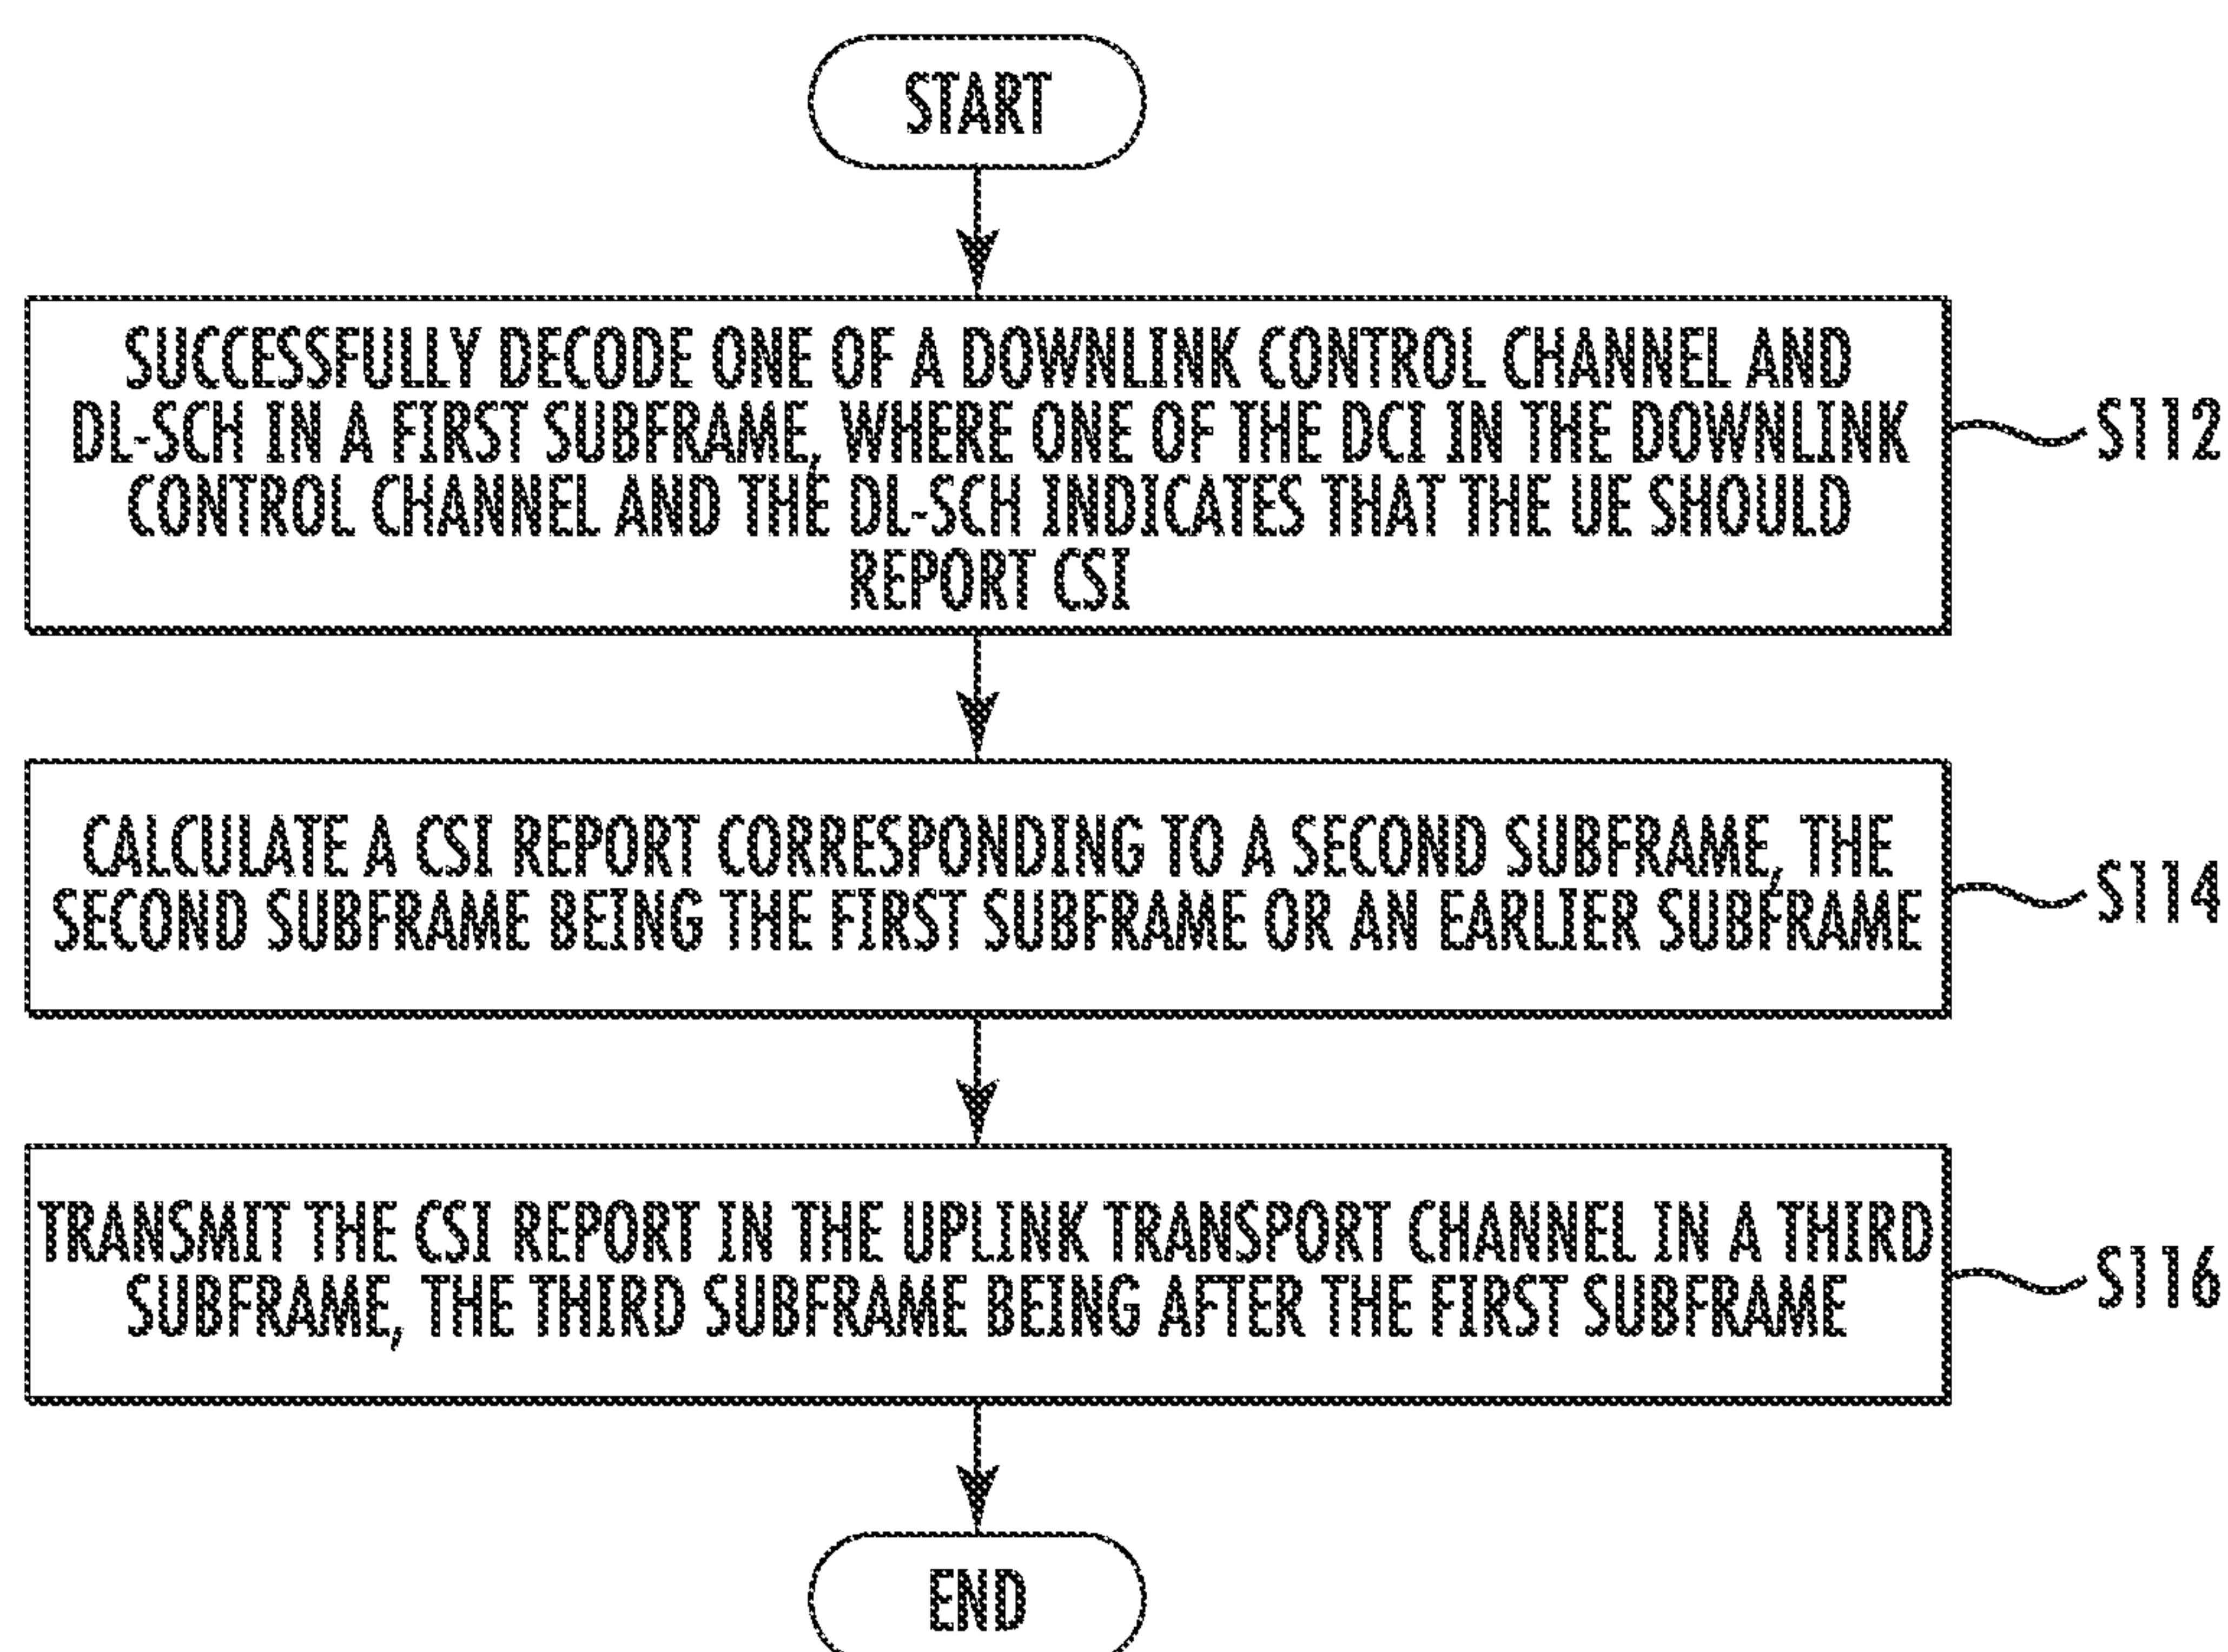 START
SUCCESSFULLY DECODE ONE OF A DOWNLINK CONTROL CHANNEL AND
DL-SCH IN A FIRST SUBFRAME, WHERE ONE OF THE DCI IN THE DOWNLINK
CONTROL CHANNEL AND THE DL-SCH INDICATES THAT THE UE SHOULD
REPORT CSI
S112
CALCULATE A CSI REPORT CORRESPONDING TO A SECOND SUBFRAME, THE
SECOND SUBFRAME BEING THE FIRST SUBFRAME OR AN EARLIER SUBFRAME
S114
TRANSMIT THE CSI REPORT IN THE UPLINK TRANSPORT CHANNEL IN A THIRD
SUBFRAME, THE THIRD SUBFRAME BEING AFTER THE FIRST SUBFRAME
S116
END